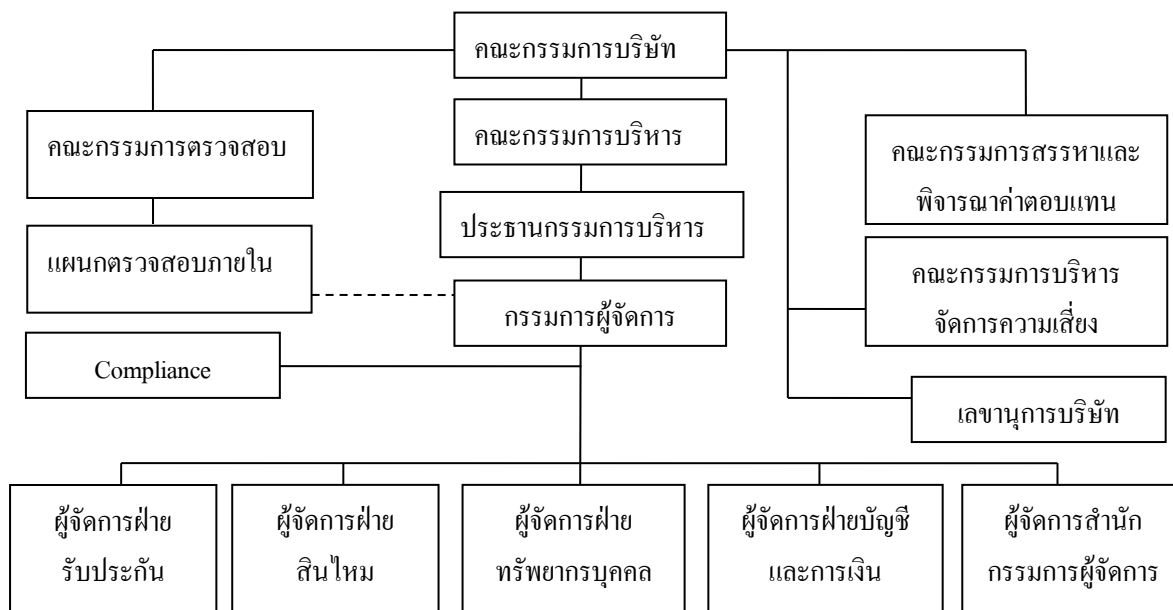 คณะกรรมการบริษัท
คณะกรรมการตรวจสอบ
คณะกรรมการบริหาร
คณะกรรมการสรรหาและ
พิจารณาค่าตอบแทน
แผนกตรวจสอบภายใน
ประธานกรรมการบริหาร
คณะกรรมการบริหาร
จัดการความเสี่ยง
กรรมการผู้จัดการ
Compliance
เลขานุการบริษัท
ผู้จัดการฝ่าย
รับประกัน
ผู้จัดการฝ่าย
สินไหม
ผู้จัดการฝ่าย
ทรัพยากรบุคคล
ผู้จัดการฝ่ายบัญชี
และการเงิน
ผู้จัดการสำนัก
กรรมการผู้จัดการ